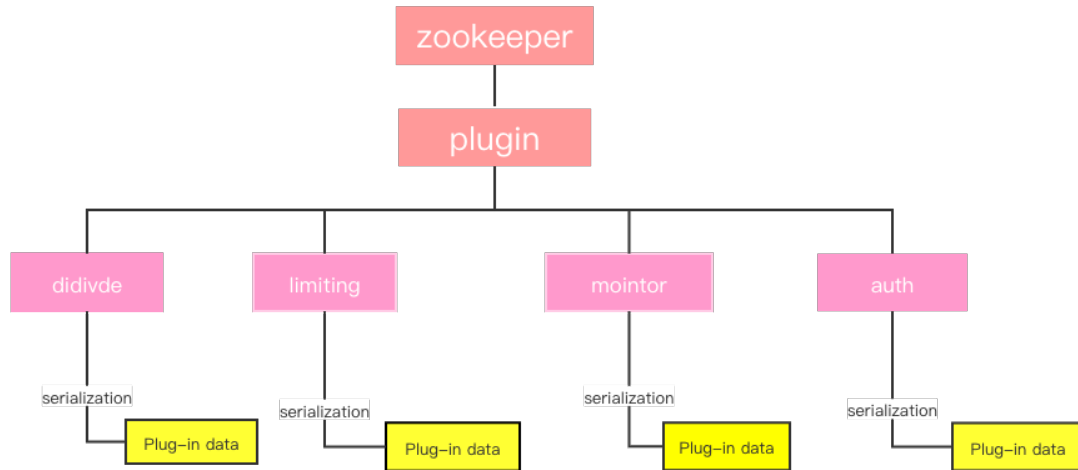 zookeeper
plugin
didivde
limiting
mointor
auth
serialization
serialization
serialization
serialization
Plug-in data
Plug-in data
Plug-in data
Plug-in data